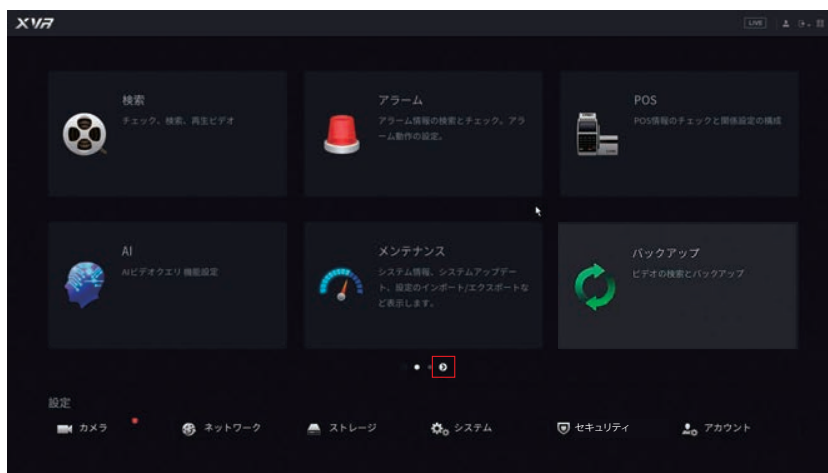 XVR
LIVE
検索
チェック、検索、再生ビデオ
アラーム
アラーム情報の検索とチェック。アラ
ーム動作の設定。
POS
POS情報のチェックと関係設定の構成
AI
AIビデオクエリ 機能設定
メンテナンス
システム情報、システムアップデー
ト、設定のインポート/エクスポートな
ど表示します。
バックアップ
ビデオの検索とバックアップ
設定
カメラ
ネットワーク
ストレージ
システム
セキュリティ
アカウント